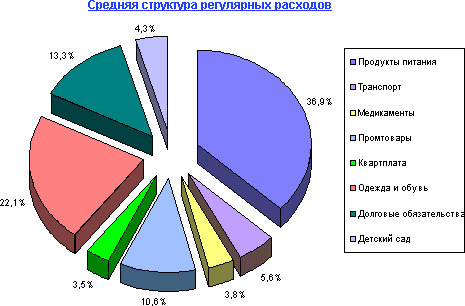 Средняя структура регулярных расходов
4,3%
13,3%
36,9%
22,1%
3,5%
10,6%
3,8%
5,6%
Продукты питания
Транспорт
Медикаменты
Промтовары
Квартплата
Одежда и обувь
Долговые обязательства
Детский сад